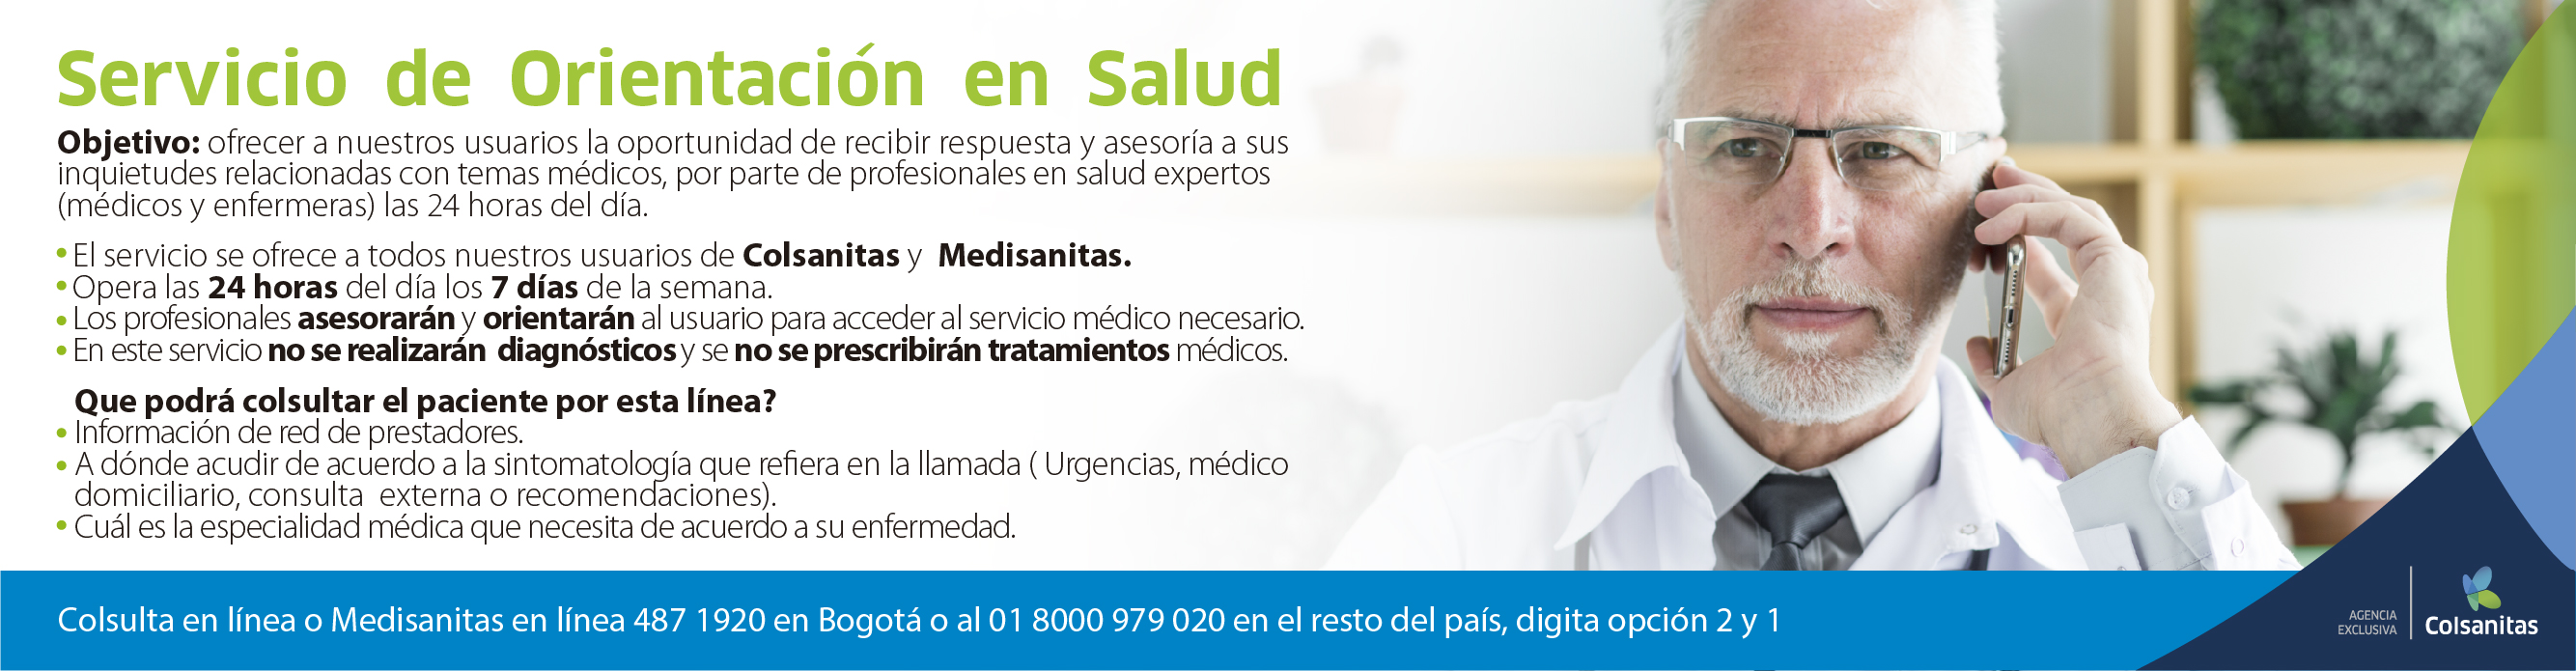 Servicio de Orientación en Salud
Objetivo: ofrecer a nuestros usuarios la oportunidad de recibir respuesta y asesoría a sus
inquietudes relacionadas con temas médicos, por parte de profesionales en salud expertos
(médicos y enfermeras) las 24 horas del día.
• El servicio se ofrece a todos nuestros usuarios de Colsanitas y Medisanitas.
• Opera las 24 horas del día los 7 días de la semana.
• Los profesionales asesorarán y orientarán al usuario para acceder al servicio médico necesario.
• En este servicio no se realizarán diagnósticos y se no se prescribirán tratamientos médicos.
Que podrá colsultar el paciente por esta línea?
• Información de red de prestadores.
• A dónde acudir de acuerdo a la sintomatología que refiera en la llamada ( Urgencias, médico
domiciliario, consulta externa o recomendaciones).
• Cuál es la especialidad médica que necesita de acuerdo a su enfermedad.
Colsulta en línea o Medisanitas en línea 487 1920 en Bogotá o al 01 8000 979 020 en el resto del país, digita opción 2 y 1
AGENCIA
EXCLUSIVA
Colsanitas